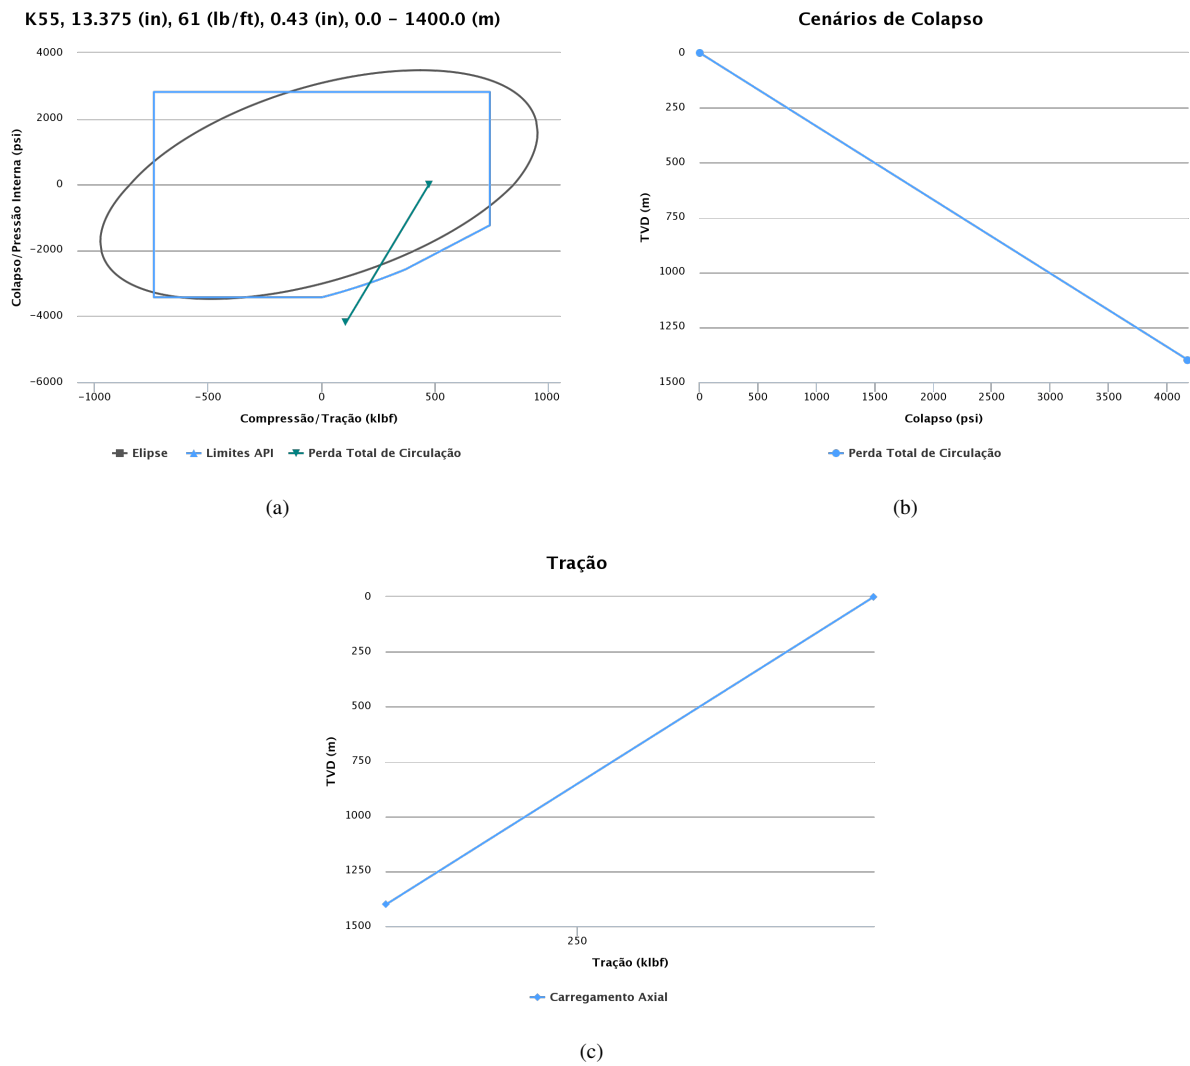 K55, 13.375 (in), 61 (lb/ft), 0.43 (in), 0.0 – 1400.0 (m)
4000
2000
0
−2000
−4000
−6000
Colapso/Pressão Interna (psi)
−1000
−500
0
500
1000
Compressão/Tração (klbf)
Elipse
Limites API
Perda Total de Circulação
(a)
Cenários de Colapso
0
250
500
750
1000
1250
1500
TVD (m)
0
500
1000
1500
2000
2500
3000
3500
4000
Colapso (psi)
Perda Total de Circulação
(b)
Tração
0
250
500
750
1000
1250
1500
TVD (m)
250
Tração (klbf)
Carregamento Axial
(c)